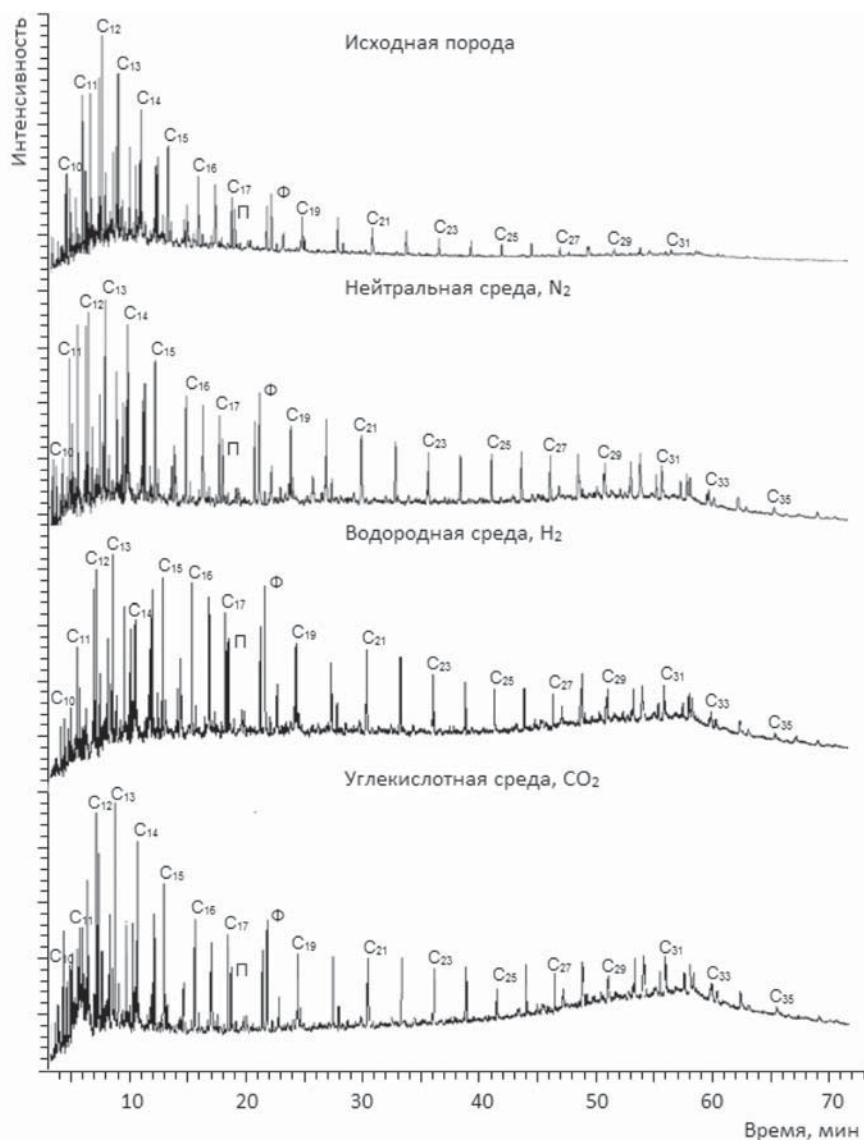 Интенсивность
Исходная порода
C₁₀ C₁₁ C₁₂ C₁₃ C₁₄ C₁₅ C₁₆ C₁₇ П Ф C₁₉ C₂₁ C₂₃ C₂₅ C₂₇ C₂₉ C₃₁
Нейтральная среда, N₂
C₁₀ C₁₁ C₁₂ C₁₃ C₁₄ C₁₅ C₁₆ C₁₇ П Ф C₁₉ C₂₁ C₂₃ C₂₅ C₂₇ C₂₉ C₃₁ C₃₃ C₃₅
Водородная среда, H₂
C₁₀ C₁₁ C₁₂ C₁₃ C₁₄ C₁₅ C₁₆ C₁₇ П Ф C₁₉ C₂₁ C₂₃ C₂₅ C₂₇ C₂₉ C₃₁ C₃₃ C₃₅
Углекислотная среда, CO₂
C₁₀ C₁₁ C₁₂ C₁₃ C₁₄ C₁₅ C₁₆ C₁₇ П Ф C₁₉ C₂₁ C₂₃ C₂₅ C₂₇ C₂₉ C₃₁ C₃₃ C₃₅
10 20 30 40 50 60 70
Время, мин